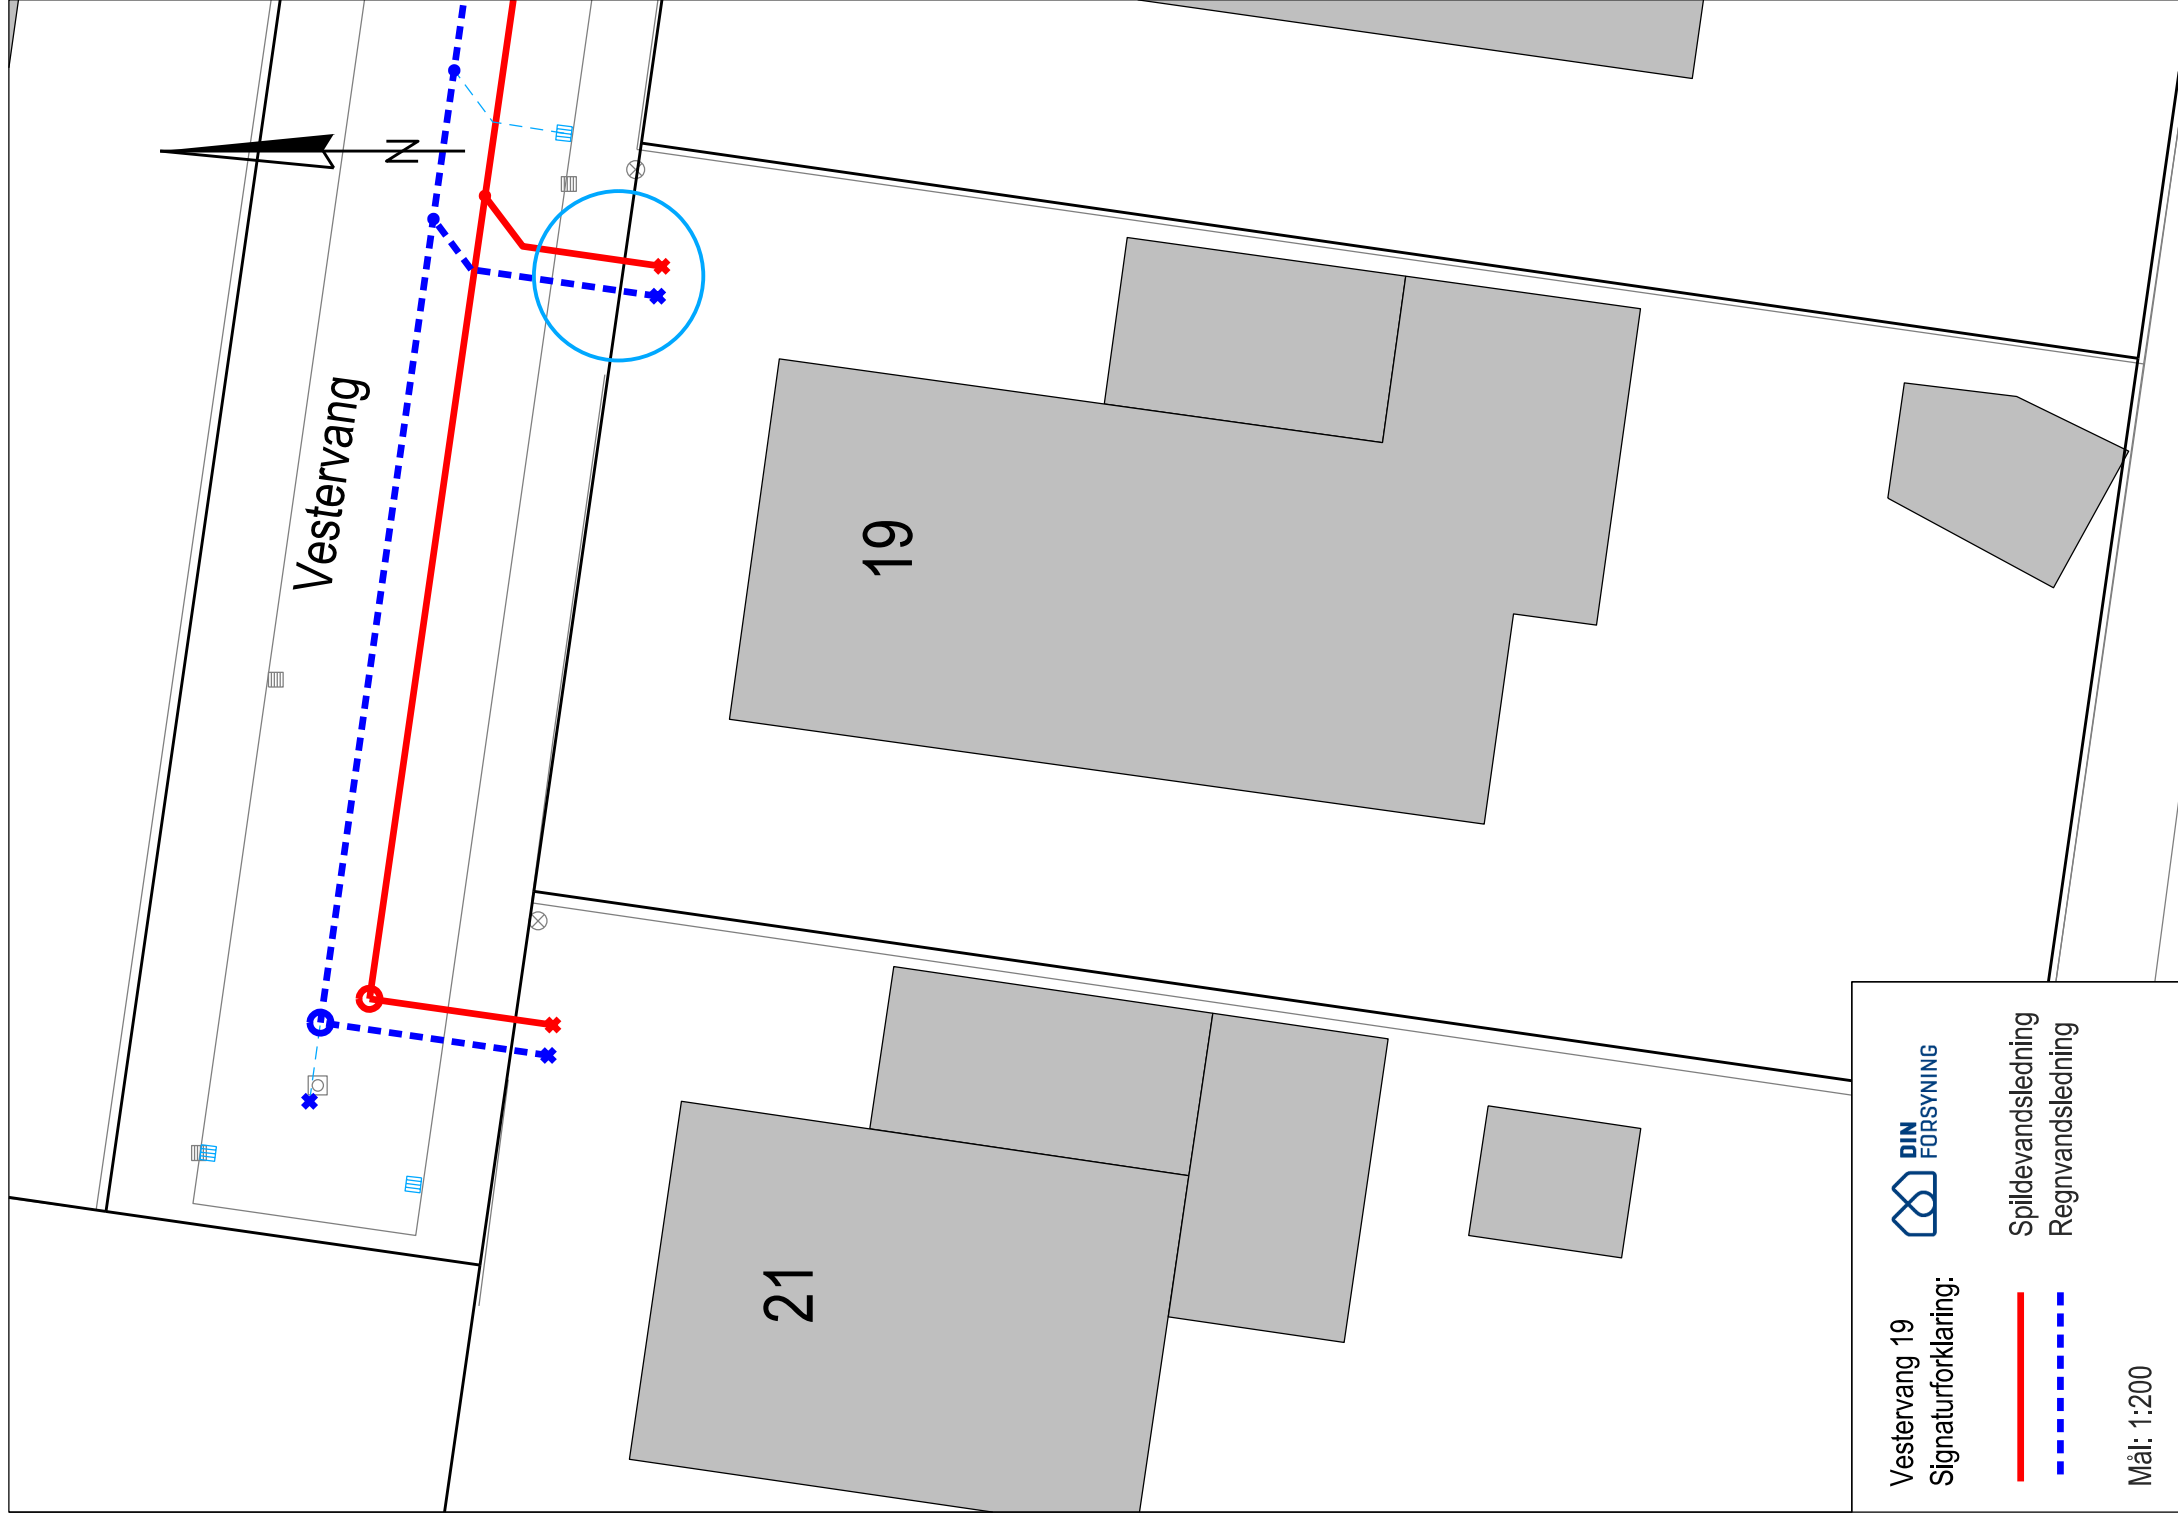 N
Vestervang
19
21
Vestervang 19
Signaturforklaring:
DIN
FORSYNING
Spildevandsledning
Regnvandsledning
Mål: 1:200